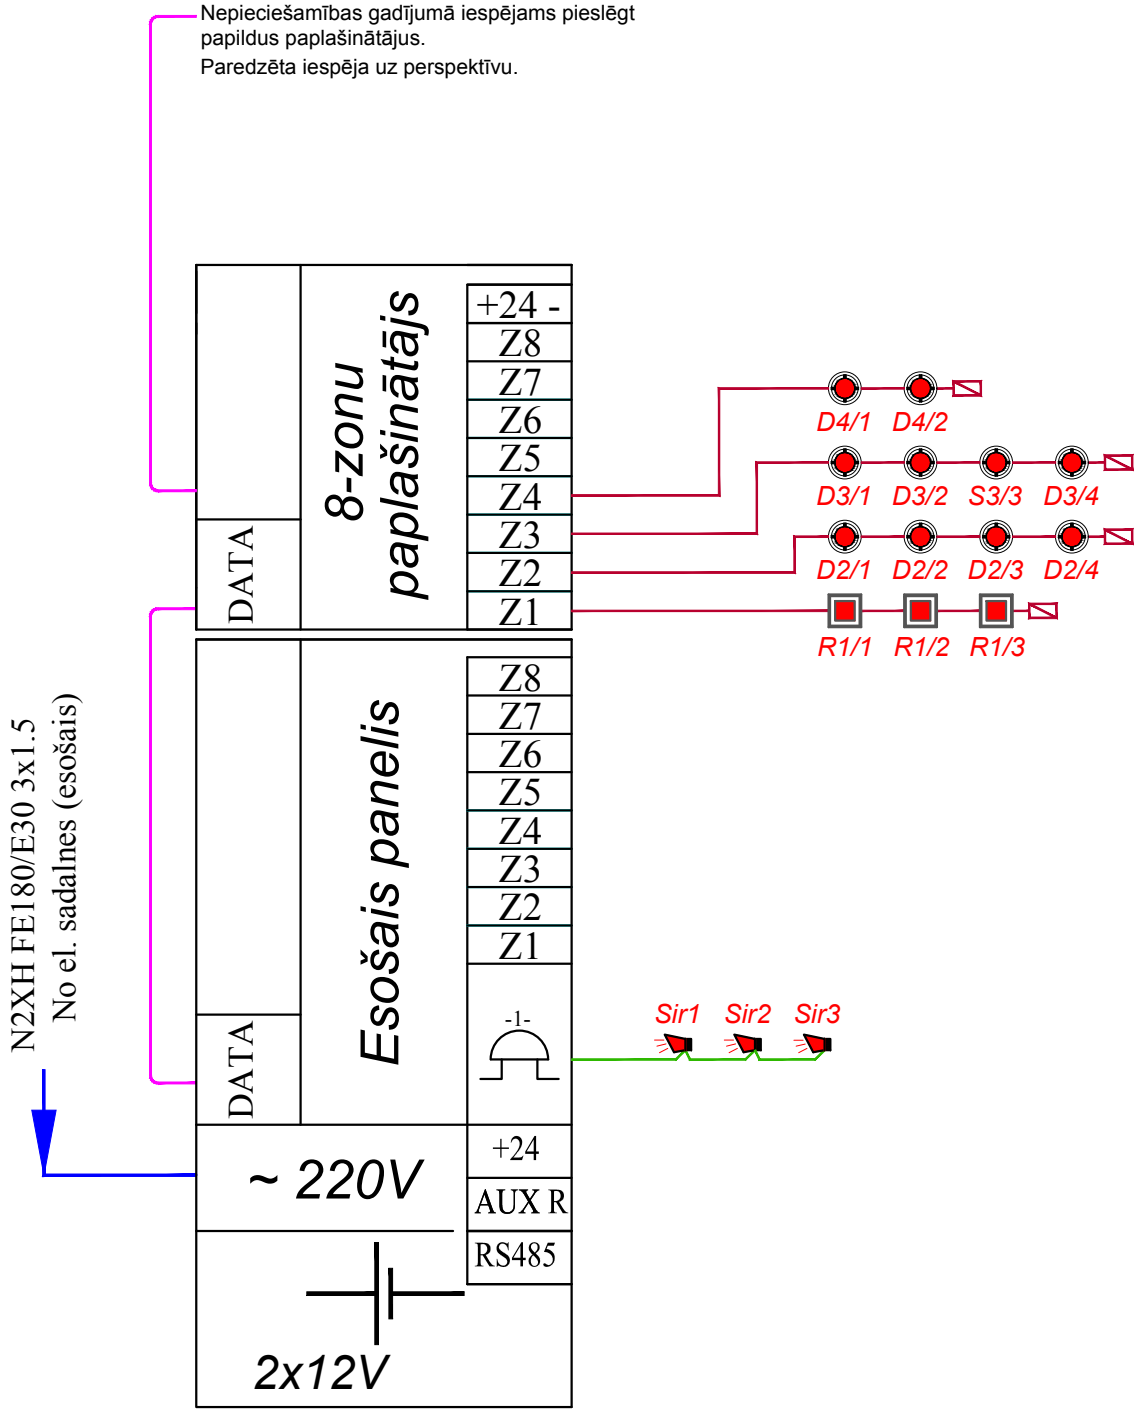 Nepieciešamības gadījumā iespējams pieslēgt
papildus paplašinātājus.
Paredzēta iespēja uz perspektīvu.
8-zonu
paplašinātājs
DATA
+24 -
Z8
Z7
Z6
Z5
Z4
Z3
Z2
Z1
D4/1 D4/2
D3/1 D3/2 S3/3 D3/4
D2/1 D2/2 D2/3 D2/4
R1/1 R1/2 R1/3
Esošais panelis
DATA
Z8
Z7
Z6
Z5
Z4
Z3
Z2
Z1
-1-
Sir1 Sir2 Sir3
N2XH FE180/E30 3x1.5
No el. sadalnes (esošais)
~ 220V
+24
AUX R
RS485
2x12V